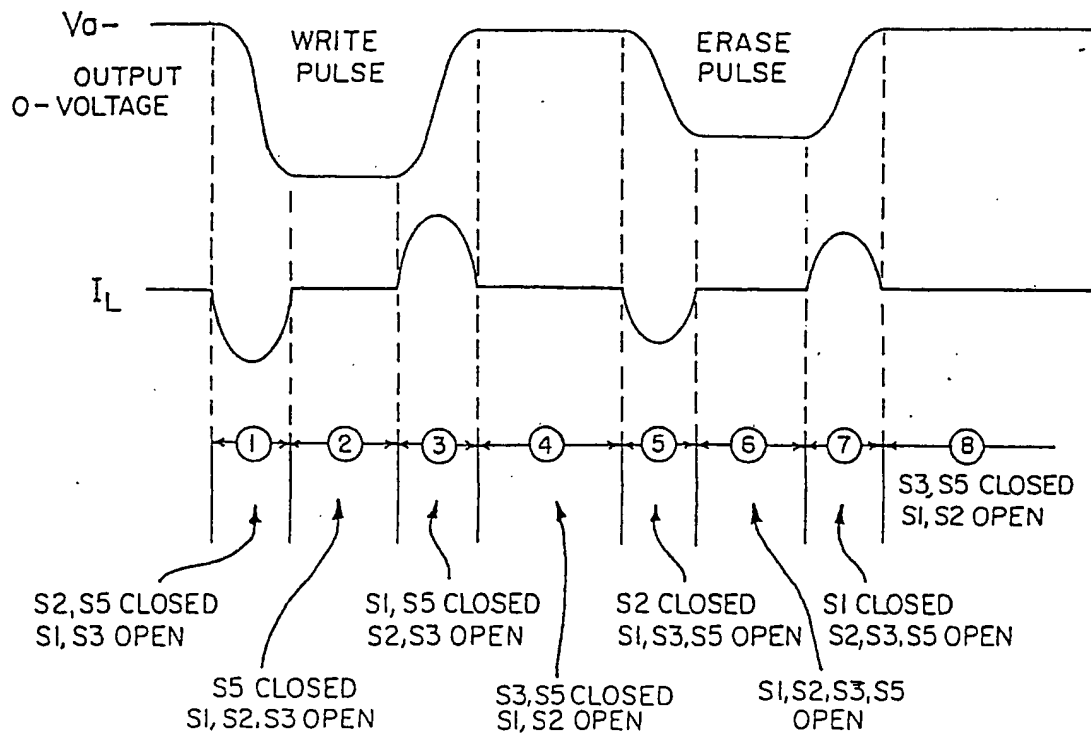 Va-
WRITE
PULSE
ERASE
PULSE
OUTPUT
O-VOLTAGE
IL
1
2
3
4
5
6
7
8
S3,S5 CLOSED
S1,S2 OPEN
S2,S5 CLOSED
S1,S3 OPEN
S1,S5 CLOSED
S2,S3 OPEN
S2 CLOSED
S1,S3,S5 OPEN
S1 CLOSED
S2,S3,S5 OPEN
S5 CLOSED
S1,S2,S3 OPEN
S3,S5 CLOSED
S1,S2 OPEN
S1,S2,S3,S5
OPEN